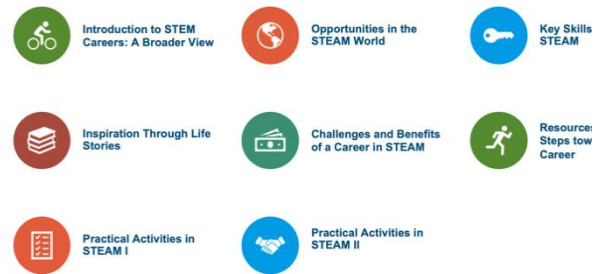 Introduction to STEM
Careers: A Broader View
Opportunities in the
STEAM World
Key Skills
STEAM
Inspiration Through Life
Stories
Challenges and Benefits
of a Career in STEAM
Resources
Steps tow
Career
Practical Activities in
STEAM I
Practical Activities in
STEAM II